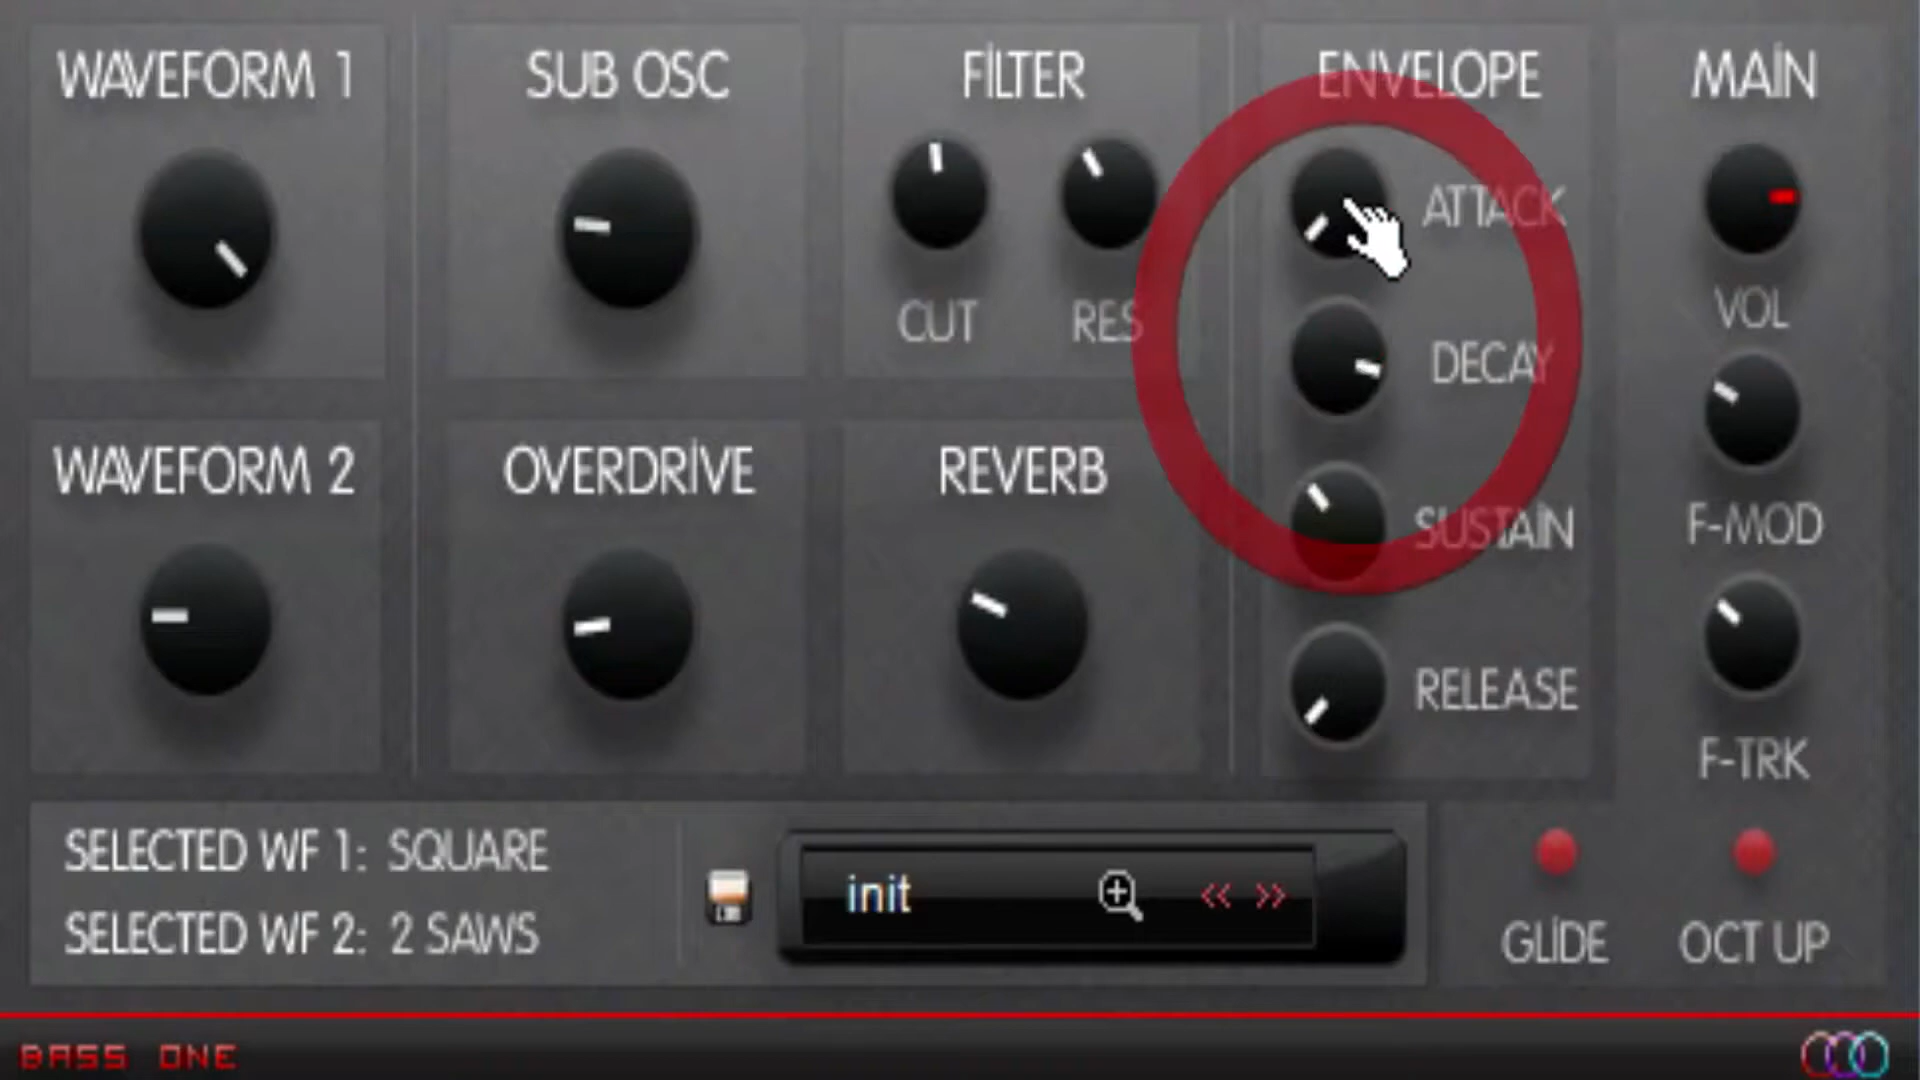 WAVEFORM 1
SUB OSC
FİLTER
CUT
RES
ENVELOPE
ATTACK
DECAY
SUSTAİN
RELEASE
MAİN
VOL
F-MOD
F-TRK
WAVEFORM 2
OVERDRİVE
REVERB
SELECTED WF 1: SQUARE
SELECTED WF 2: 2 SAWS
init
GLİDE
OCT UP
BASS ONE